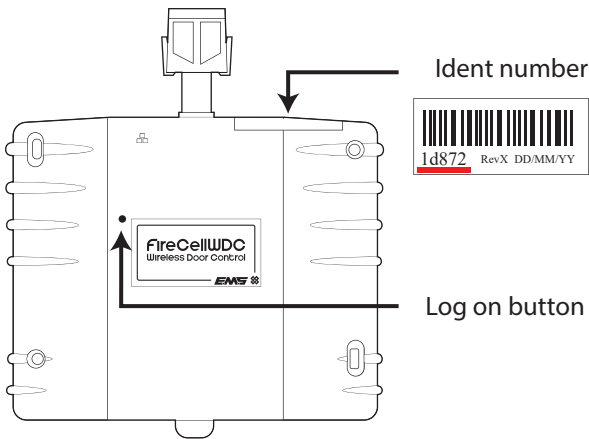 Ident number
1d872 RevX DD/MM/YY
FireCellWDC
Wireless Door Control
EMS
Log on button